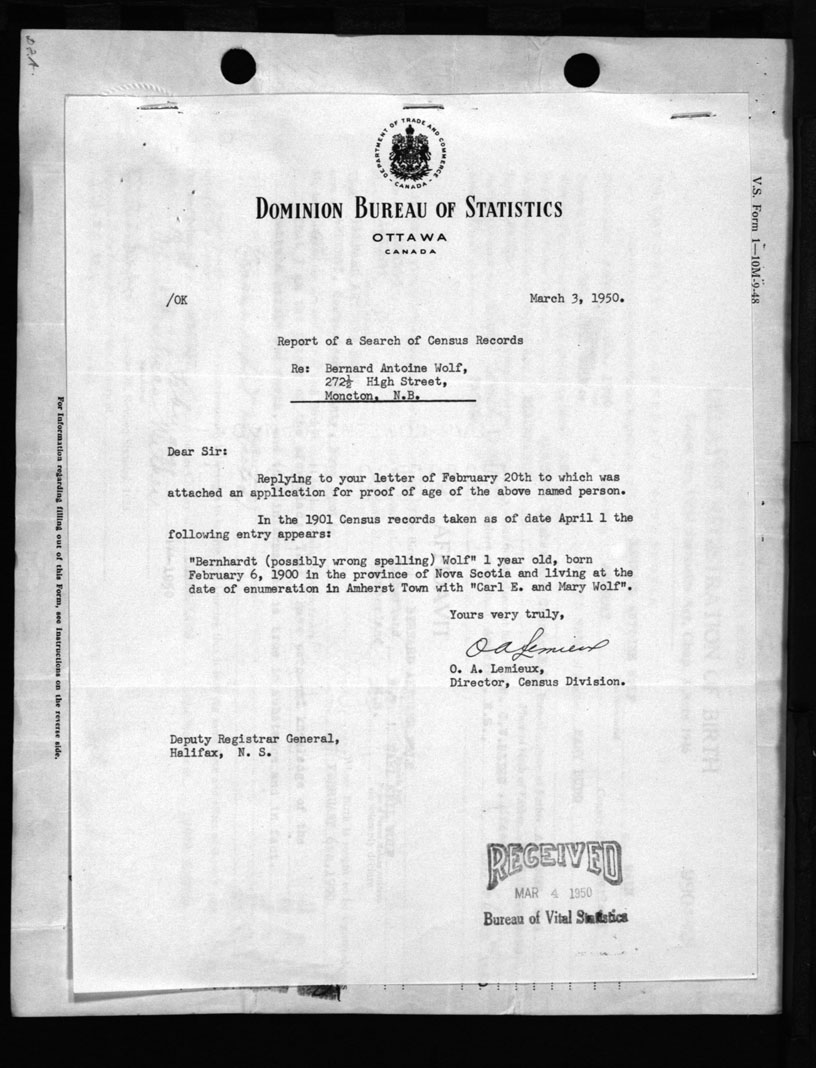 DEPARTMENT OF TRADE AND COMMERCE
- CANADA -
DOMINION BUREAU OF STATISTICS
OTTAWA
CANADA
V.S. Form 1—10M-9-48
/OK
March 3, 1950.
Report of a Search of Census Records
Re: Bernard Antoine Wolf,
272½ High Street,
Moncton, N.B.
Dear Sir:
Replying to your letter of February 20th to which was
attached an application for proof of age of the above named person.
In the 1901 Census records taken as of date April 1 the
following entry appears:
"Bernhardt (possibly wrong spelling) Wolf" 1 year old, born
February 6, 1900 in the province of Nova Scotia and living at the
date of enumeration in Amherst Town with "Carl E. and Mary Wolf".
Yours very truly,
O A Lemieux
O. A. Lemieux,
Director, Census Division.
Deputy Registrar General,
Halifax, N. S.
For Information regarding filling out of this Form, see Instructions on the reverse side.
RECEIVED
MAR 4 1950
Bureau of Vital Statistics